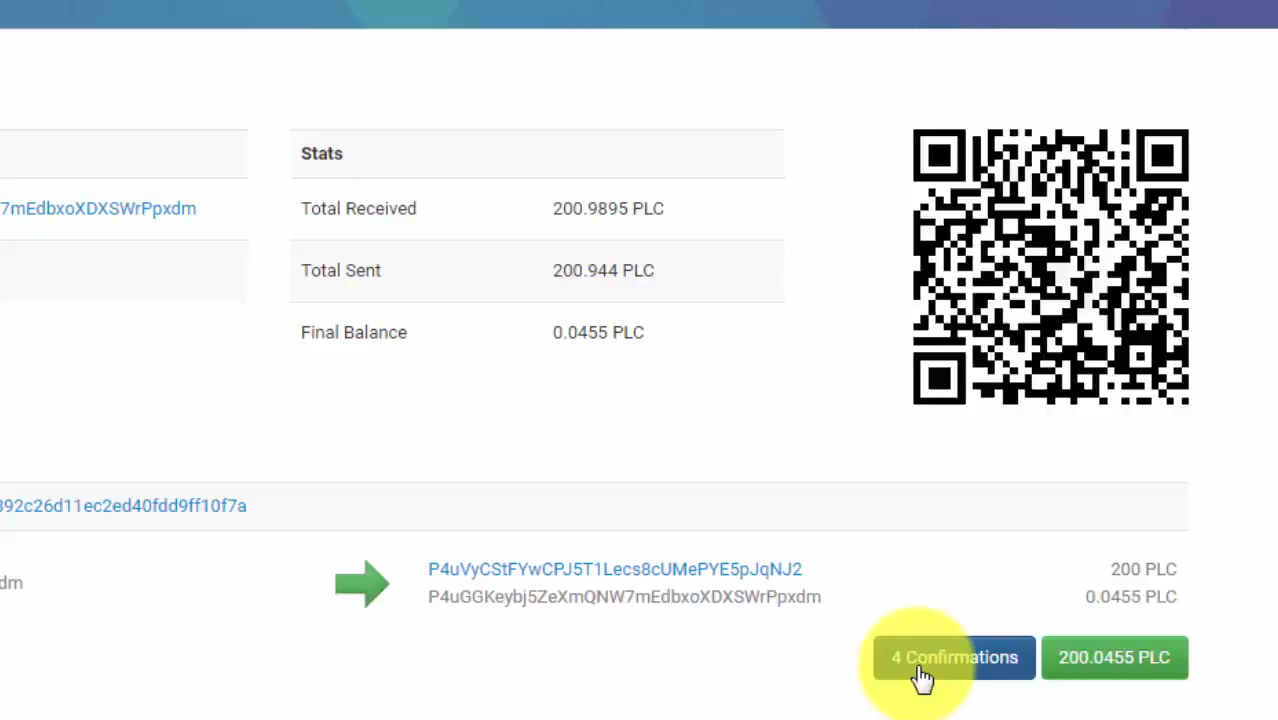 Stats
7mEdbxoXDXSWrPpxdm
Total Received 200.9895 PLC
Total Sent 200.944 PLC
Final Balance 0.0455 PLC
392c26d11ec2ed40fdd9ff10f7a
P4uVyCStFYwCPJ5T1Lecs8cUMePYE5pJqNJ2 200 PLC
dm
P4uGGKeybj5ZeXmQNW7mEdbxoXDXSWrPpxdm 0.0455 PLC
4 Confirmations 200.0455 PLC